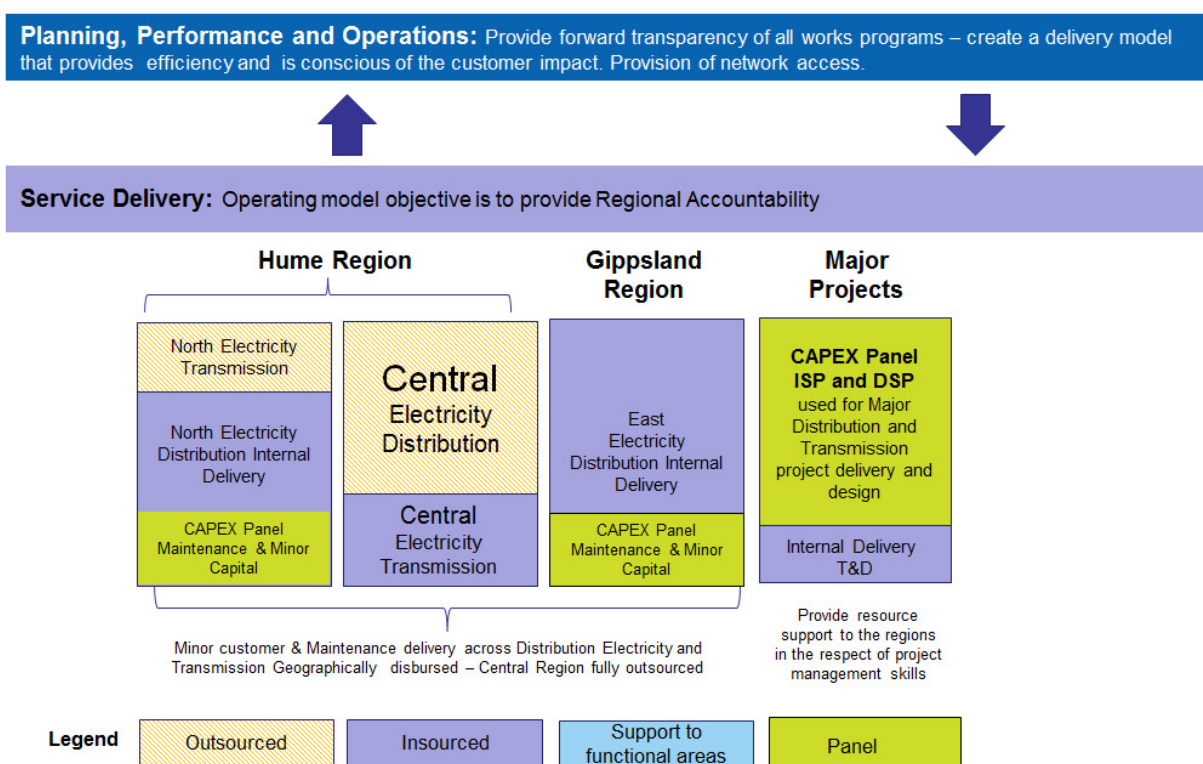 Planning, Performance and Operations: Provide forward transparency of all works programs – create a delivery model
that provides efficiency and is conscious of the customer impact. Provision of network access.
Service Delivery: Operating model objective is to provide Regional Accountability
Hume Region
Gippsland
Region
Major
Projects
North Electricity
Transmission
North Electricity
Distribution Internal
Delivery
CAPEX Panel
Maintenance & Minor
Capital
Central
Electricity
Distribution
Central
Electricity
Transmission
East
Electricity
Distribution Internal
Delivery
CAPEX Panel
Maintenance & Minor
Capital
CAPEX Panel
ISP and DSP
used for Major
Distribution and
Transmission
project delivery and
design
Internal Delivery
T&D
Minor customer & Maintenance delivery across Distribution Electricity and
Transmission Geographically disbursed – Central Region fully outsourced
Provide resource
support to the regions
in the respect of project
management skills
Legend
Outsourced
Insourced
Support to
functional areas
Panel